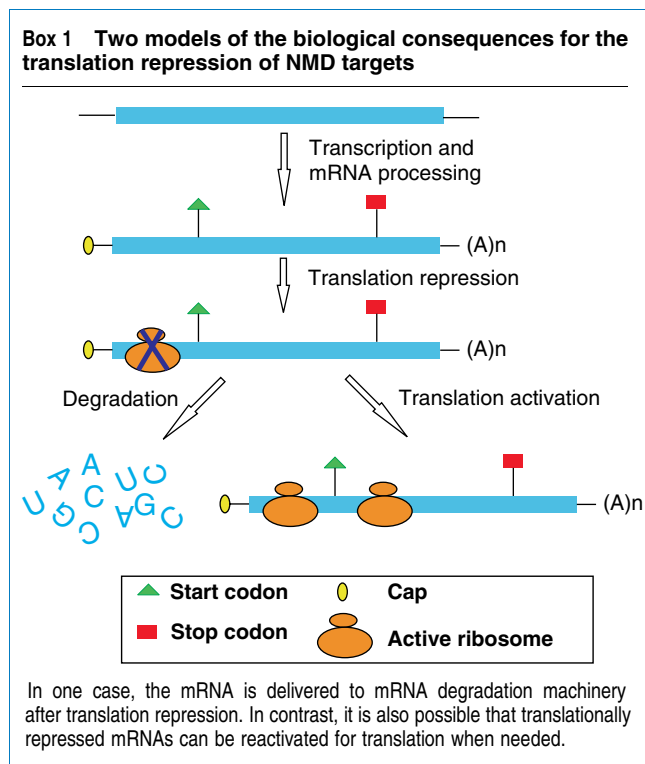 Box 1 Two models of the biological consequences for the
translation repression of NMD targets
Transcription and
mRNA processing
(A)n
Translation repression
(A)n
Degradation
Translation activation
U A A U C
U G C A G C
C
(A)n
Start codon
Cap
Stop codon
Active ribosome
In one case, the mRNA is delivered to mRNA degradation machinery
after translation repression. In contrast, it is also possible that translationally
repressed mRNAs can be reactivated for translation when needed.